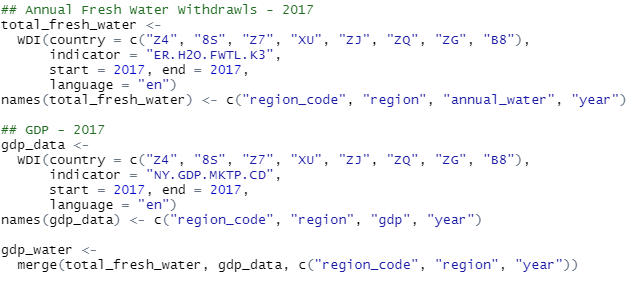 ## Annual Fresh Water Withdrawls - 2017
total_fresh_water <-
  WDI(country = c("Z4", "8S", "Z7", "XU", "ZJ", "ZQ", "ZG", "B8"),
      indicator = "ER.H2O.FWTL.K3",
      start = 2017, end = 2017,
      language = "en")
names(total_fresh_water) <- c("region_code", "region", "annual_water", "year")

## GDP - 2017
gdp_data <-
  WDI(country = c("Z4", "8S", "Z7", "XU", "ZJ", "ZQ", "ZG", "B8"),
      indicator = "NY.GDP.MKTP.CD",
      start = 2017, end = 2017,
      language = "en")
names(gdp_data) <- c("region_code", "region", "gdp", "year")

gdp_water <-
  merge(total_fresh_water, gdp_data, c("region_code", "region", "year"))